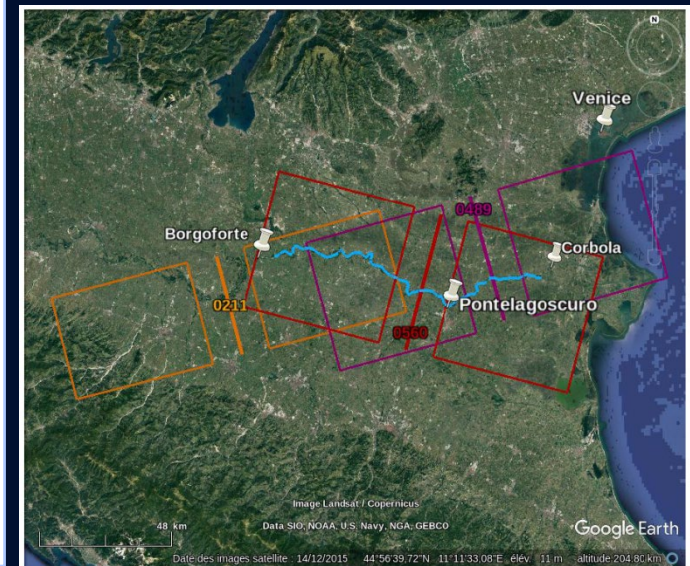 N
Venice
0489
Borgoforte
Corbola
0211
Pontelagoscuro
0560
Image Landsat / Copernicus
48 km
Data SIO, NOAA, U.S. Navy, NGA, GEBCO
Google Earth
Date des images satellite : 14/12/2015 44°56'39.72"N 11°11'33.08"E élév. 11 m altitude 204.80 km